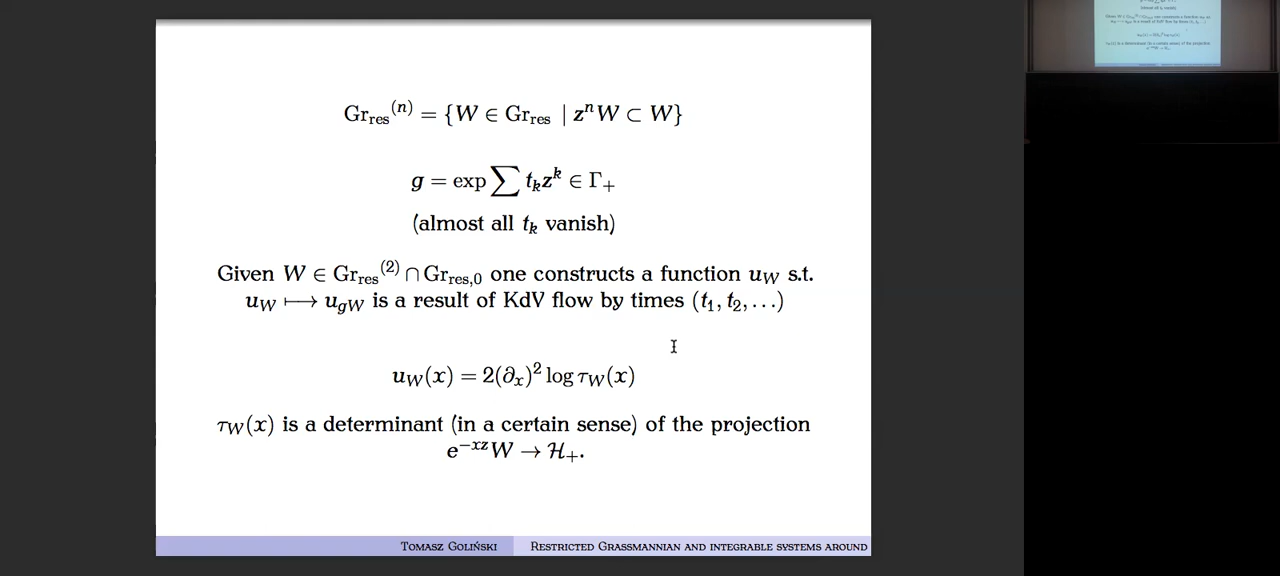 Gr_res^(n) = {W ∈ Gr_res | z^n W ⊂ W}
g = exp ∑ t_k z^k ∈ Γ_+
(almost all t_k vanish)
Given W ∈ Gr_res^(2) ∩ Gr_res,0 one constructs a function u_W s.t.
u_W ⟼ u_gW is a result of KdV flow by times (t_1, t_2, …)
u_W(x) = 2(∂_x)^2 log τ_W(x)
τ_W(x) is a determinant (in a certain sense) of the projection
e^{-xz}W → ℋ_+.
Tomasz Goliński Restricted Grassmannian and integrable systems around